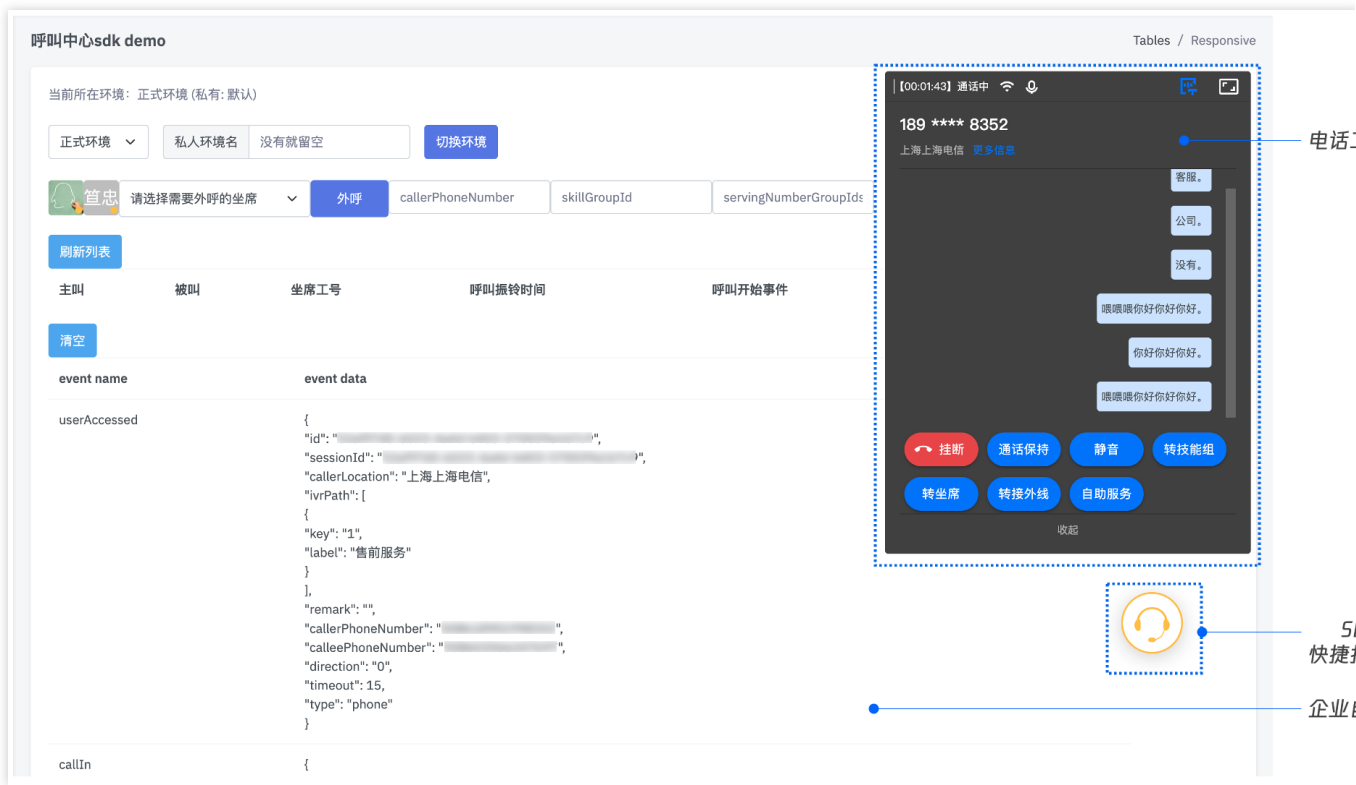 呼叫中心sdk demo
Tables / Responsive
当前所在环境：正式环境 (私有: 默认)
正式环境 私人环境名 没有就留空 切换环境
笪忠 请选择需要外呼的坐席 外呼 callerPhoneNumber skillGroupId servingNumberGroupIds
刷新列表
主叫 被叫 坐席工号 呼叫振铃时间 呼叫开始事件
清空
event name event data
userAccessed {
"id": "
",
"sessionId": "
",
"callerLocation": "上海上海电信",
"ivrPath": [
{
"key": "1",
"label": "售前服务"
}
],
"remark": "",
"callerPhoneNumber": "
",
"calleePhoneNumber": "
",
"direction": "0",
"timeout": 15,
"type": "phone"
}
callIn {
【00:01:43】通话中
189 **** 8352
上海上海电信 更多信息
客服。
公司。
没有。
喂喂喂你好你好你好。
你好你好你好。
喂喂喂你好你好你好。
挂断 通话保持 静音 转技能组
转坐席 转接外线 自助服务
收起
电话
快捷
企业